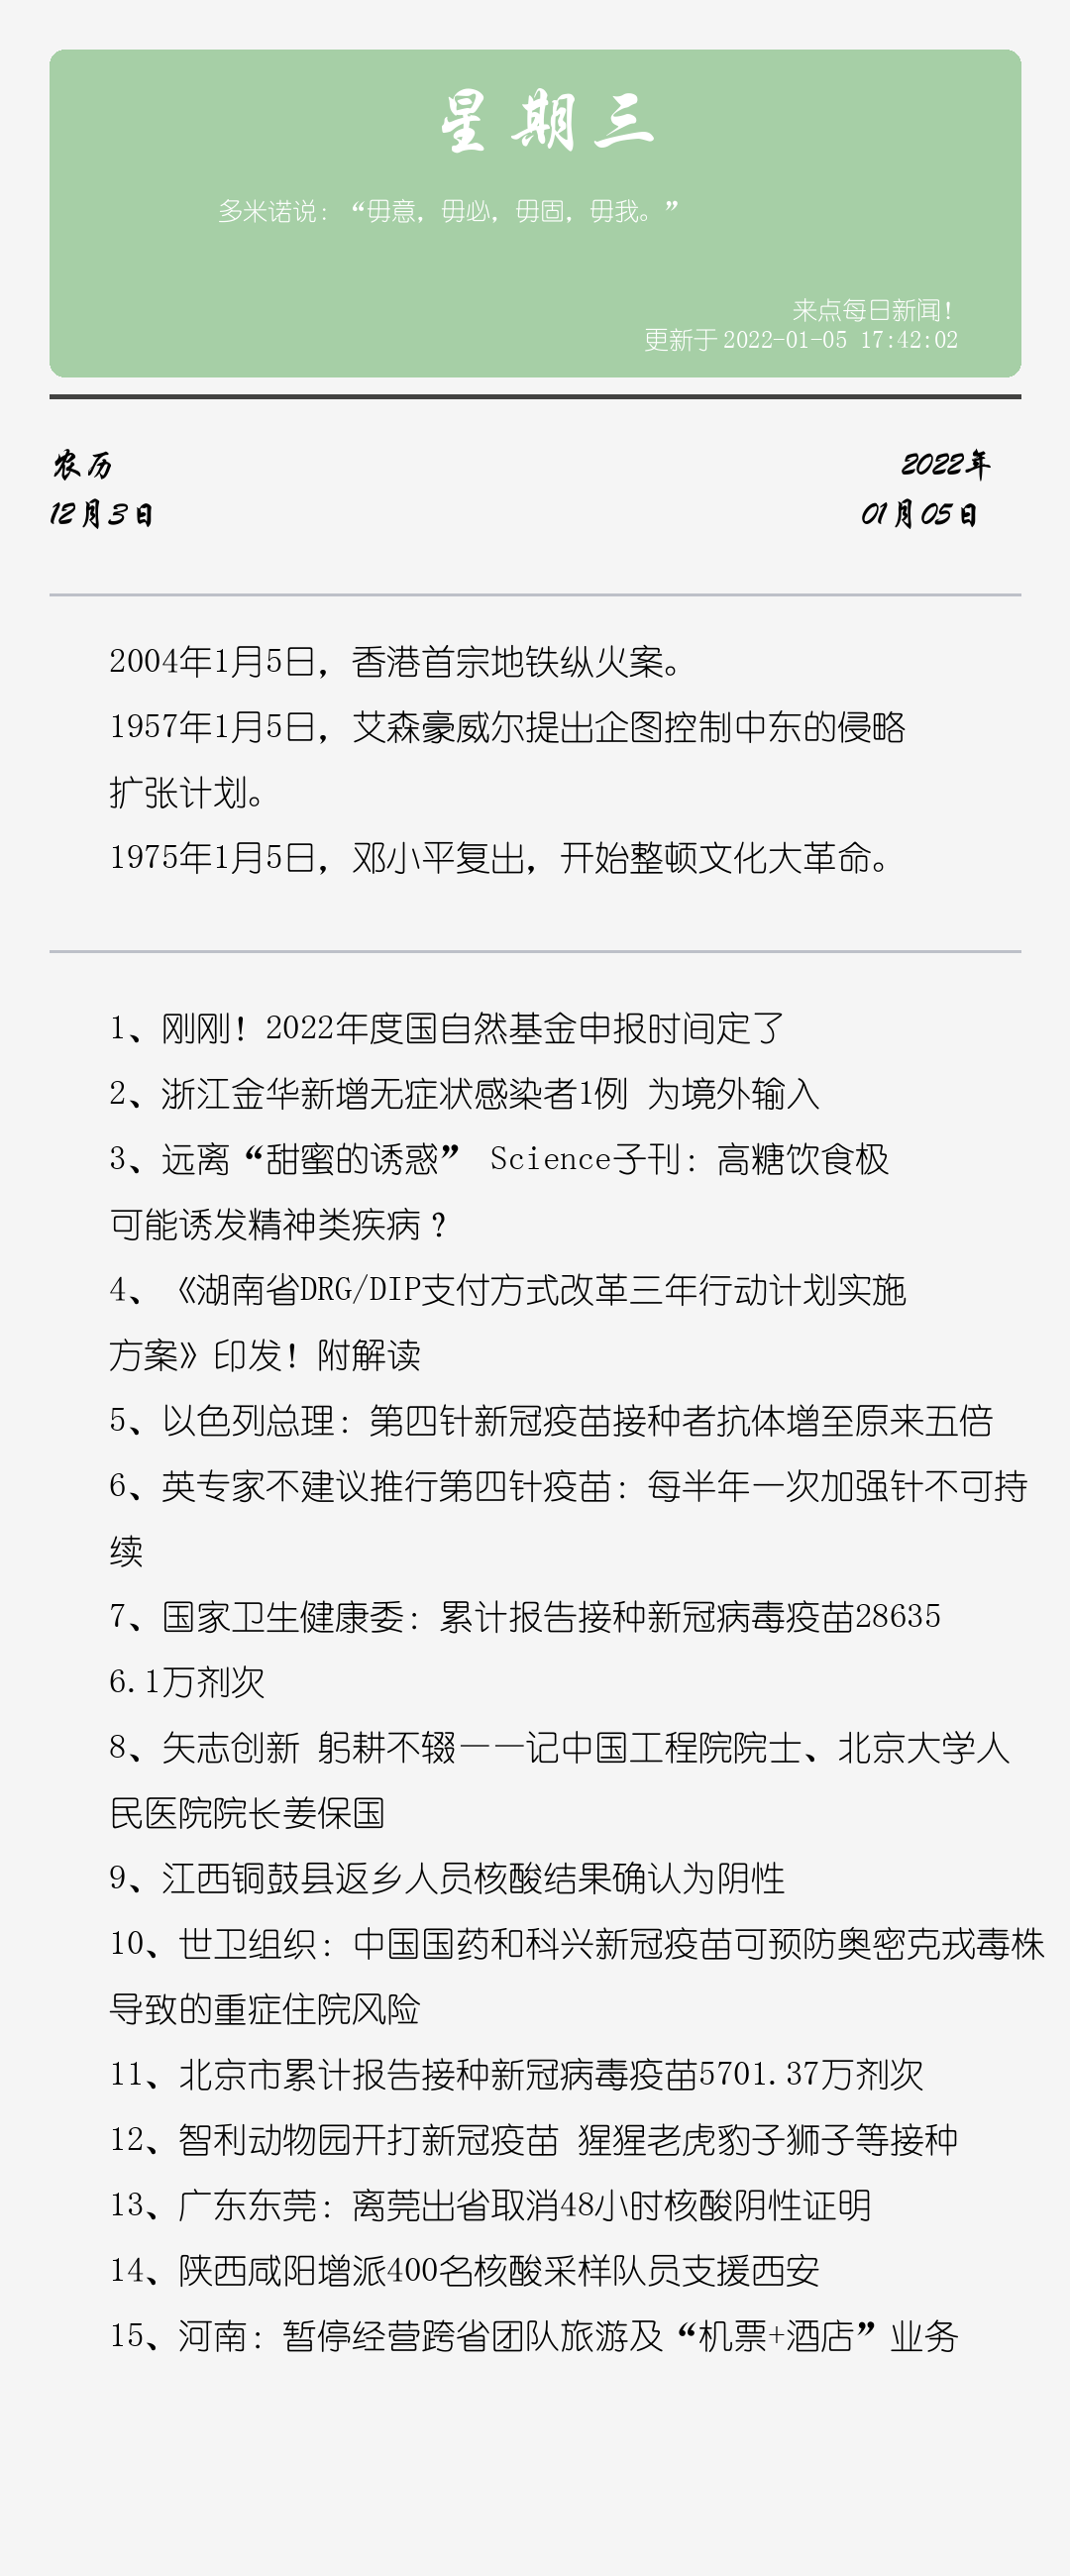 星期三
多米诺说：“毋意，毋必，毋固，毋我。”
来点每日新闻！
更新于 2022-01-05 17:42:02
农历
2022年
12月3日
01月05日
2004年1月5日，香港首宗地铁纵火案。
1957年1月5日，艾森豪威尔提出企图控制中东的侵略
扩张计划。
1975年1月5日，邓小平复出，开始整顿文化大革命。
1、刚刚！2022年度国自然基金申报时间定了
2、浙江金华新增无症状感染者1例 为境外输入
3、远离“甜蜜的诱惑” Science子刊：高糖饮食极
可能诱发精神类疾病？
4、《湖南省DRG/DIP支付方式改革三年行动计划实施
方案》印发！附解读
5、以色列总理：第四针新冠疫苗接种者抗体增至原来五倍
6、英专家不建议推行第四针疫苗：每半年一次加强针不可持
续
7、国家卫生健康委：累计报告接种新冠病毒疫苗28635
6.1万剂次
8、矢志创新 躬耕不辍——记中国工程院院士、北京大学人
民医院院长姜保国
9、江西铜鼓县返乡人员核酸结果确认为阴性
10、世卫组织：中国国药和科兴新冠疫苗可预防奥密克戎毒株
导致的重症住院风险
11、北京市累计报告接种新冠病毒疫苗5701.37万剂次
12、智利动物园开打新冠疫苗 猩猩老虎豹子狮子等接种
13、广东东莞：离莞出省取消48小时核酸阴性证明
14、陕西咸阳增派400名核酸采样队员支援西安
15、河南：暂停经营跨省团队旅游及“机票+酒店”业务